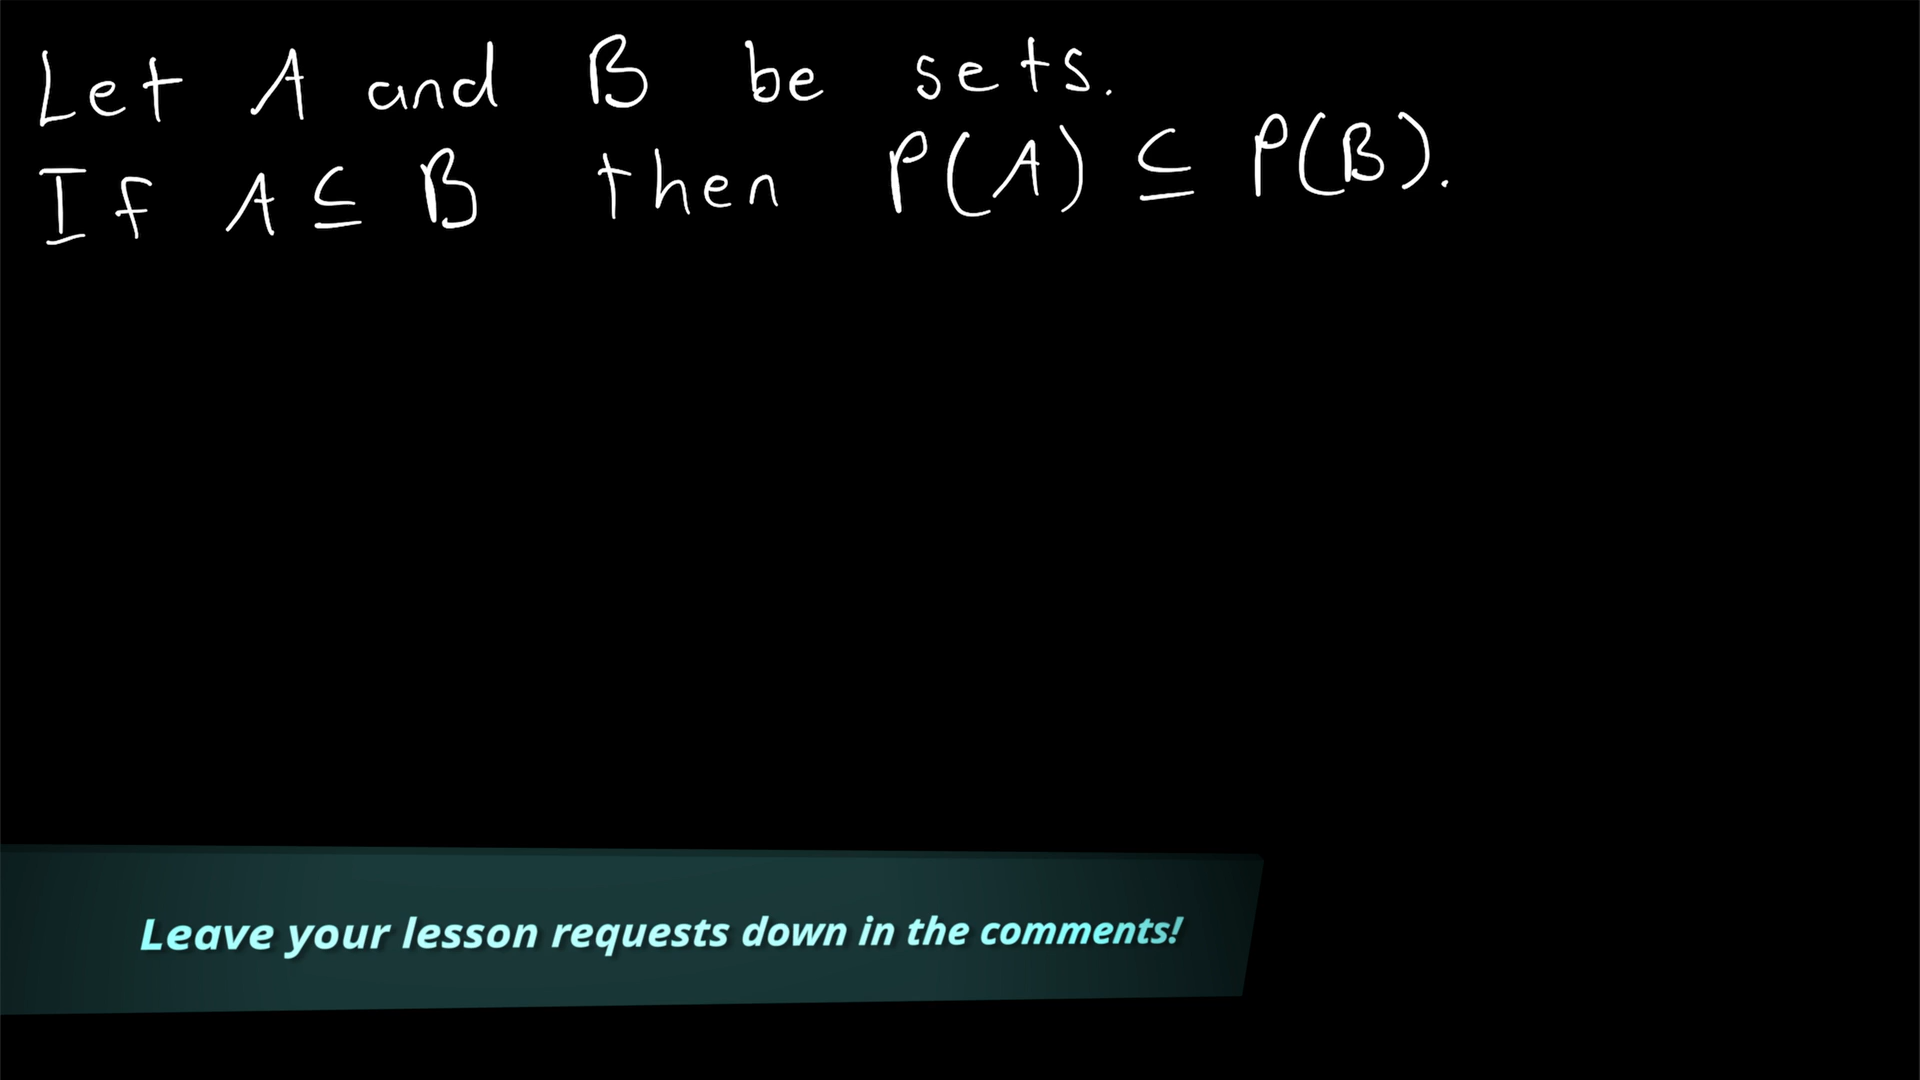 Let A and B be sets.
If A ⊆ B then P(A) ⊆ P(B).
Leave your lesson requests down in the comments!